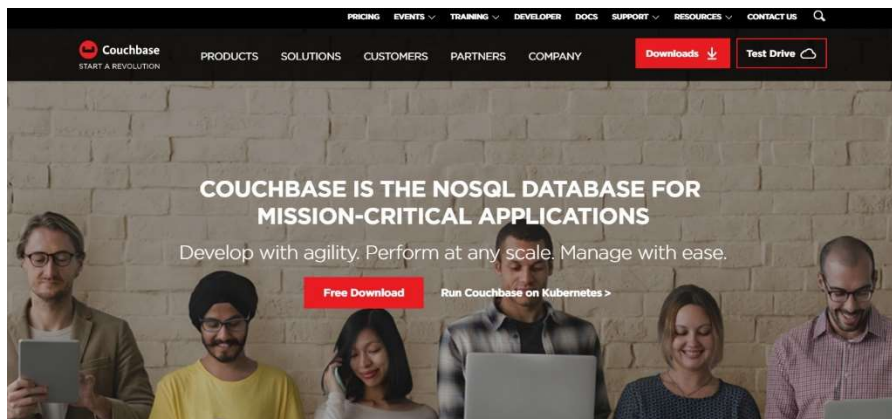 PRICING EVENTS TRAINING DEVELOPER DOCS SUPPORT RESOURCES CONTACT US
Couchbase
START A REVOLUTION
PRODUCTS SOLUTIONS CUSTOMERS PARTNERS COMPANY
Downloads
Test Drive
COUCHBASE IS THE NOSQL DATABASE FOR
MISSION-CRITICAL APPLICATIONS
Develop with agility. Perform at any scale. Manage with ease.
Free Download
Run Couchbase on Kubernetes >